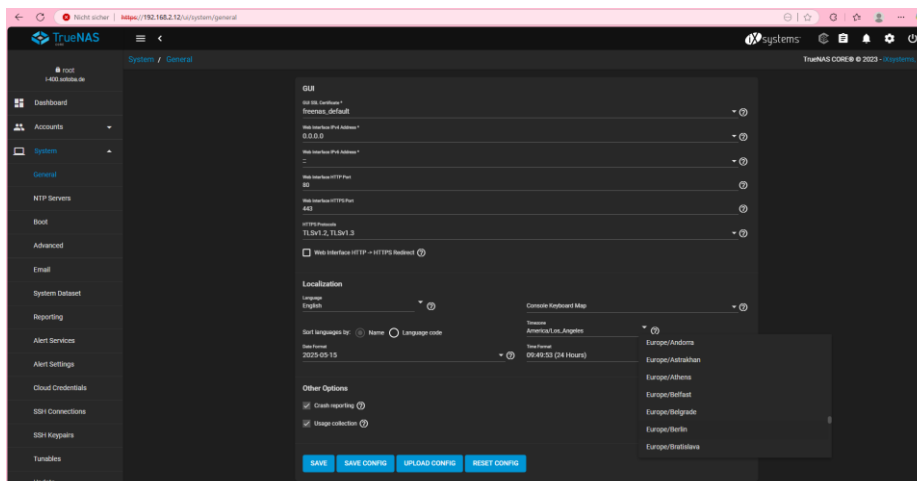 Nicht sicher
https://192.168.2.12/ui/system/general
TrueNAS
CORE
systems
root
l-400.sotoba.de
System / General
TrueNAS CORE® © 2023 - iXsystems,
Dashboard
Accounts
System
General
NTP Servers
Boot
Advanced
Email
System Dataset
Reporting
Alert Services
Alert Settings
Cloud Credentials
SSH Connections
SSH Keypairs
Tunables
GUI
GUI SSL Certificate *
freenas_default
Web Interface IPv4 Address *
0.0.0.0
Web Interface IPv6 Address *
::
Web Interface HTTP Port
80
Web Interface HTTPS Port
443
HTTPS Protocols
TLSv1.2, TLSv1.3
Web Interface HTTP -> HTTPS Redirect
Localization
Language
English
Console Keyboard Map
Sort languages by:
Name
Language code
Timezone
America/Los_Angeles
Date Format
2025-05-15
Time Format
09:49:53 (24 Hours)
Europe/Andorra
Europe/Astrakhan
Europe/Athens
Europe/Belfast
Europe/Belgrade
Europe/Berlin
Europe/Bratislava
Other Options
Crash reporting
Usage collection
SAVE
SAVE CONFIG
UPLOAD CONFIG
RESET CONFIG